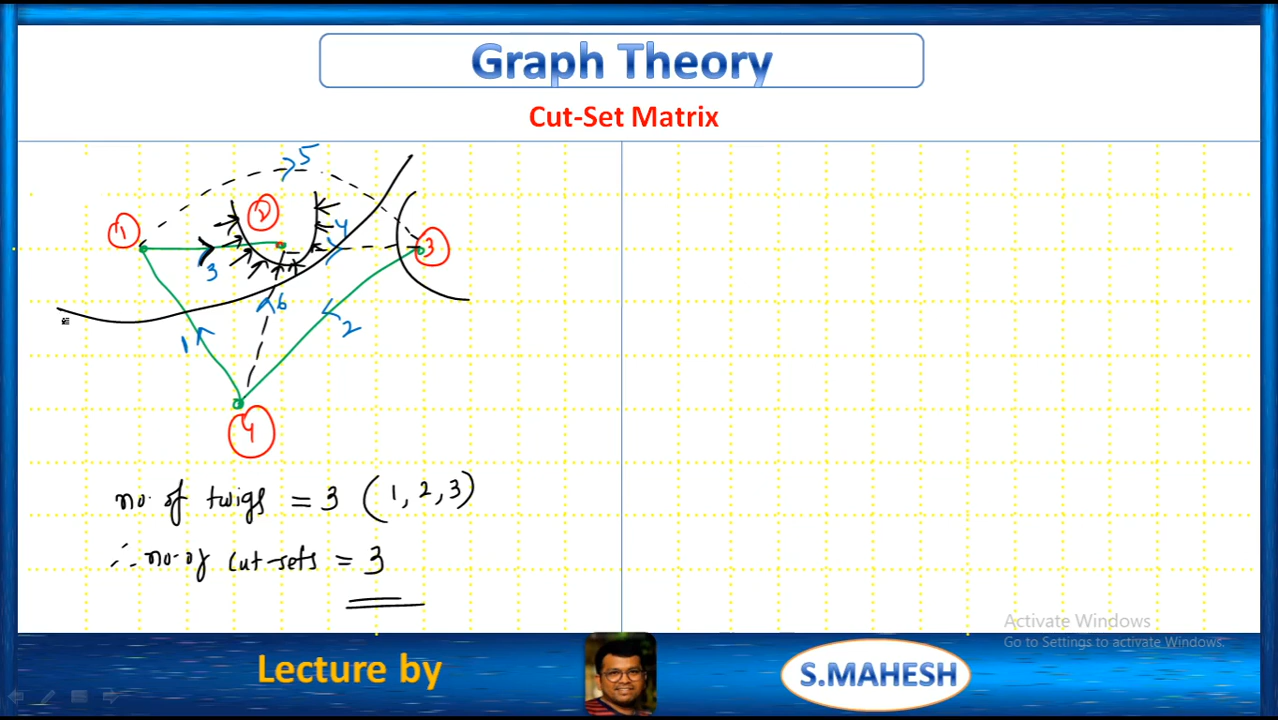 Graph Theory
Cut-Set Matrix
5
1
2
4
3
3
6
1
2
4
no. of twigs = 3 (1, 2, 3)
∴ no. of cut-sets = 3
Activate Windows
Go to Settings to activate Windows.
Lecture by
S.MAHESH